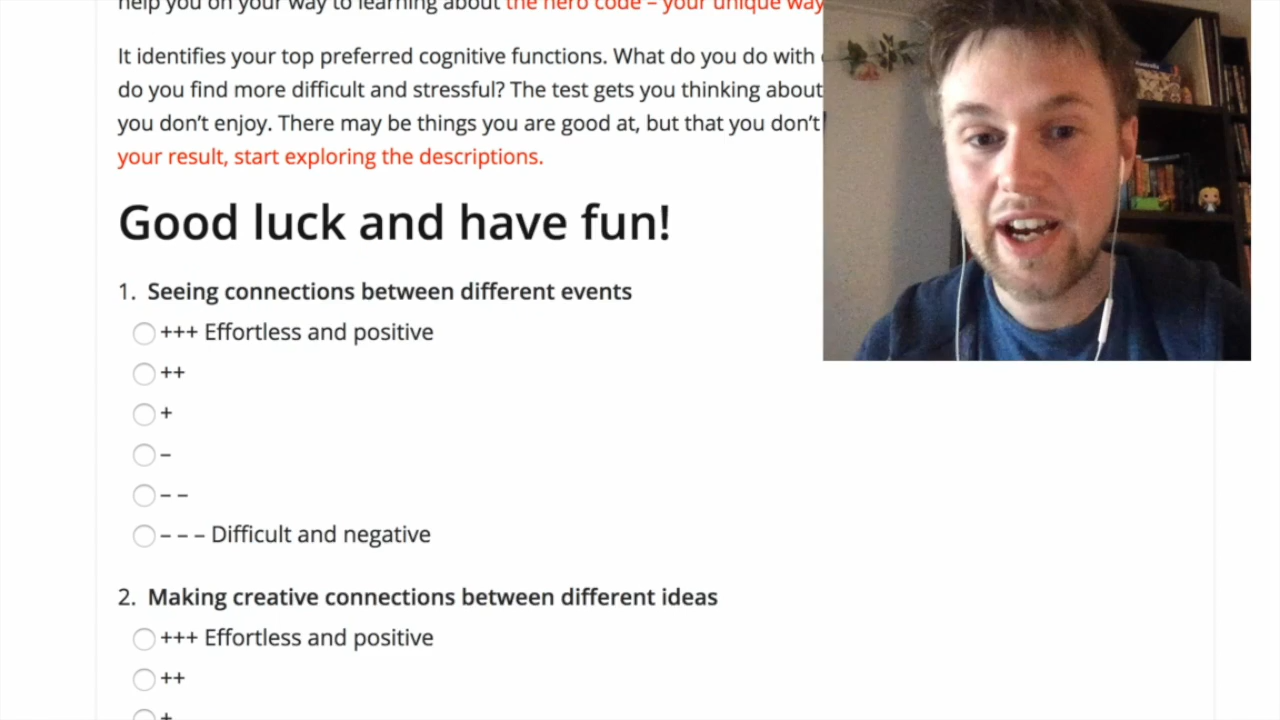 help you on your way to learning about the hero code – your unique way
It identifies your top preferred cognitive functions. What do you do with
do you find more difficult and stressful? The test gets you thinking about
you don’t enjoy. There may be things you are good at, but that you don’t
your result, start exploring the descriptions.
Good luck and have fun!
1. Seeing connections between different events
+++ Effortless and positive
++
+
–
– –
– – – Difficult and negative
2. Making creative connections between different ideas
+++ Effortless and positive
++
+